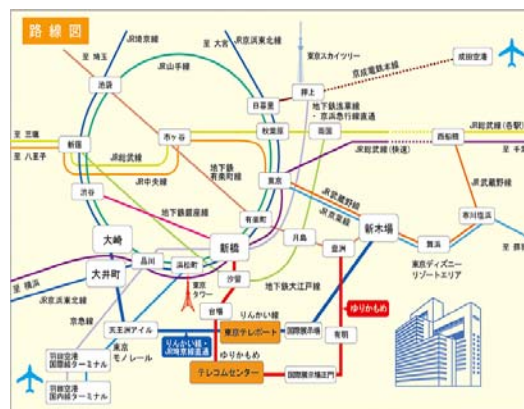 路線図
至 埼玉
JR埼京線
至 大宮
JR京浜東北線
東京スカイツリー
成田空港
京成電鉄本線
JR山手線
池袋
日暮里
押上
地下鉄浅草線
・京浜急行線直通
至 三鷹
新宿
市ヶ谷
秋葉原
両国
JR総武線(各駅)
西船橋
至 八王子
JR総武線
JR総武線(快速)
至 千
JR中央線
地下鉄
有楽町線
東京
JR武蔵野線
渋谷
地下鉄銀座線
JR武蔵野線
JR京葉線
有楽町
新木場
市川塩浜
大崎
新橋
月島
豊洲
舞浜
品川
浜松町
東京ディズニー
リゾートエリア
大井町
汐留
至 横浜
東京
タワー
地下鉄大江戸線
JR京浜東北線
台場
ゆりかもめ
京急線
りんかい線
天王洲アイル
東京テレポート
国際展示場
有明
東京
モノレール
りんかい線・
JR埼京線直通
ゆりかもめ
羽田空港
国際線ターミナル
テレコムセンター
国際展示場正門
羽田空港
国内線ターミナル